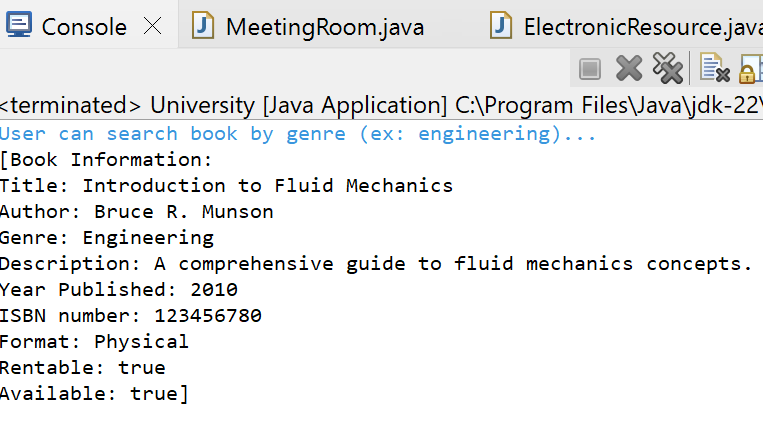 Console
MeetingRoom.java
ElectronicResource.java
<terminated> University [Java Application] C:\Program Files\Java\jdk-22\
User can search book by genre (ex: engineering)...
[Book Information:
Title: Introduction to Fluid Mechanics
Author: Bruce R. Munson
Genre: Engineering
Description: A comprehensive guide to fluid mechanics concepts.
Year Published: 2010
ISBN number: 123456780
Format: Physical
Rentable: true
Available: true]